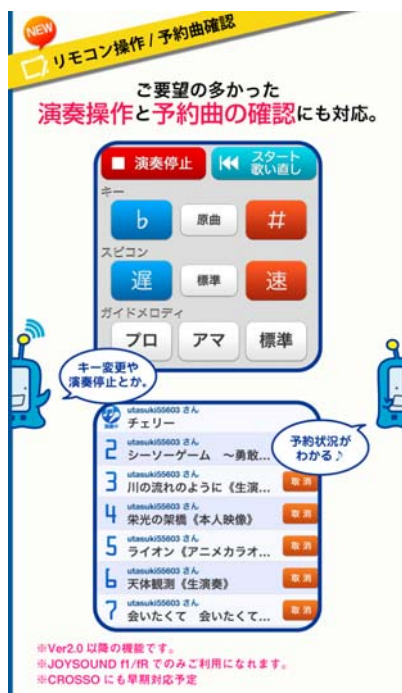 NEW
リモコン操作 / 予約曲確認
ご要望の多かった
演奏操作と予約曲の確認にも対応。
■ 演奏停止
スタート
歌い直し
キー
♭ 原曲 #
スピコン
遅 標準 速
ガイドメロディ
プロ アマ 標準
キー変更や
演奏停止とか。
utasuki55603 さん
チェリー
2 utasuki55603 さん
シーソーゲーム ~勇敢...
予約状況が
わかる♪
3 utasuki55603 さん
川の流れのように《生演... 取消
4 utasuki55603 さん
栄光の架橋《本人映像》 取消
5 utasuki55603 さん
ライオン《アニメカラオ... 取消
6 utasuki55603 さん
天体観測《生演奏》 取消
7 utasuki55603 さん
会いたくて 会いたくて... 取消
※Ver2.0 以降の機能です。
※JOYSOUND f1/fR でのみご利用になれます。
※CROSSO にも早期対応予定